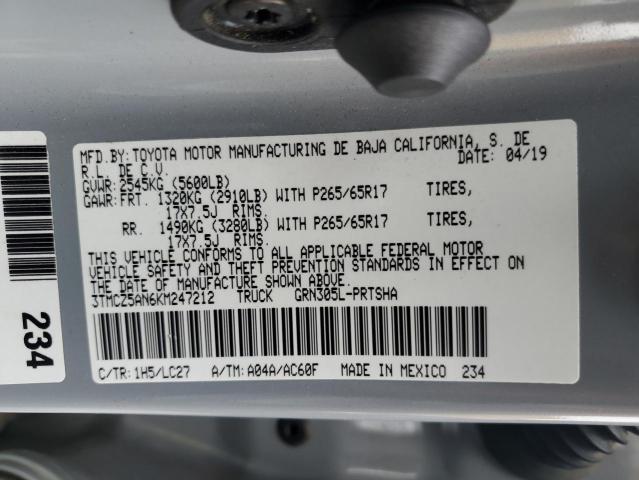 MFD.BY:TOYOTA MOTOR MANUFACTURING DE BAJA CALIFORNIA, S. DE
R.L. DE C.V. DATE: 04/19
GVWR: 2545KG (5600LB)
GAWR: FRT. 1320KG (2910LB) WITH P265/65R17 TIRES,
17X7.5J RIMS.
RR. 1490KG (3280LB) WITH P265/65R17 TIRES,
17X7.5J RIMS.
THIS VEHICLE CONFORMS TO ALL APPLICABLE FEDERAL MOTOR
VEHICLE SAFETY AND THEFT PREVENTION STANDARDS IN EFFECT ON
THE DATE OF MANUFACTURE SHOWN ABOVE.
3TMCZ5AN6KM247212 TRUCK GRN305L-PRTSHA
C/TR: 1H5/LC27 A/TM: A04A/AC60F MADE IN MEXICO 234
234